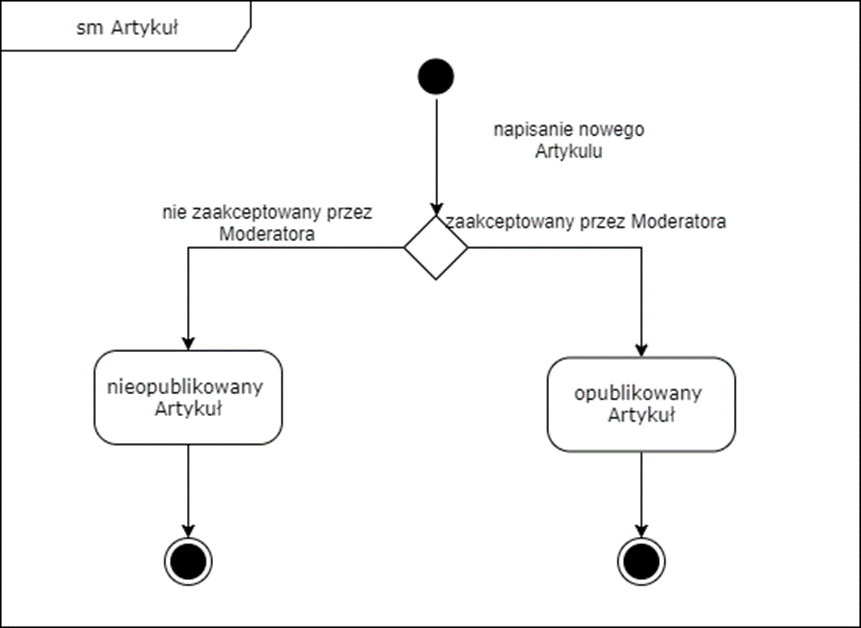 sm Artykuł
napisanie nowego
Artykulu
nie zaakceptowany przez
Moderatora
zaakceptowany przez Moderatora
nieopublikowany
Artykuł
opublikowany
Artykuł